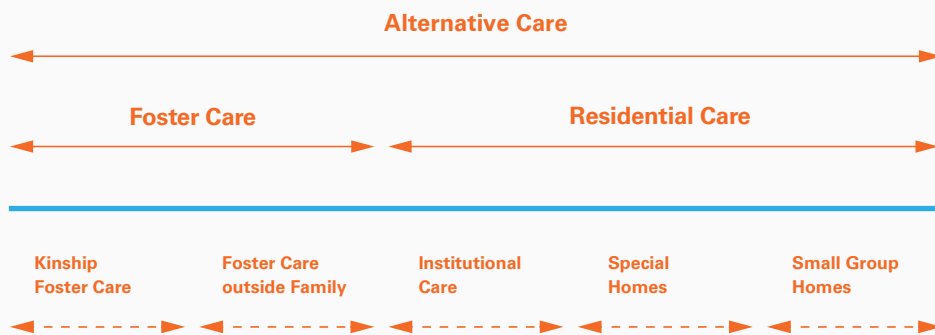 Alternative Care
Foster Care
Residential Care
Kinship
Foster Care
Foster Care
outside Family
Institutional
Care
Special
Homes
Small Group
Homes